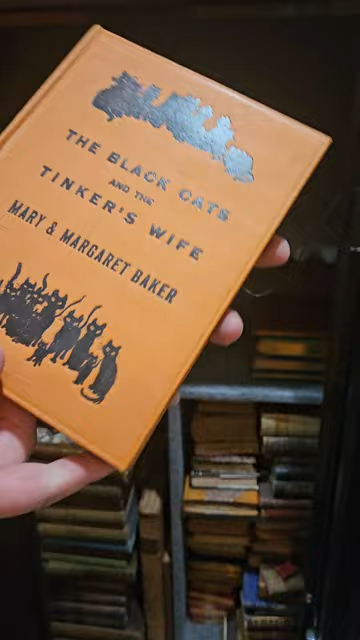 THE BLACK CATS
AND THE
TINKER'S WIFE
MARY & MARGARET BAKER